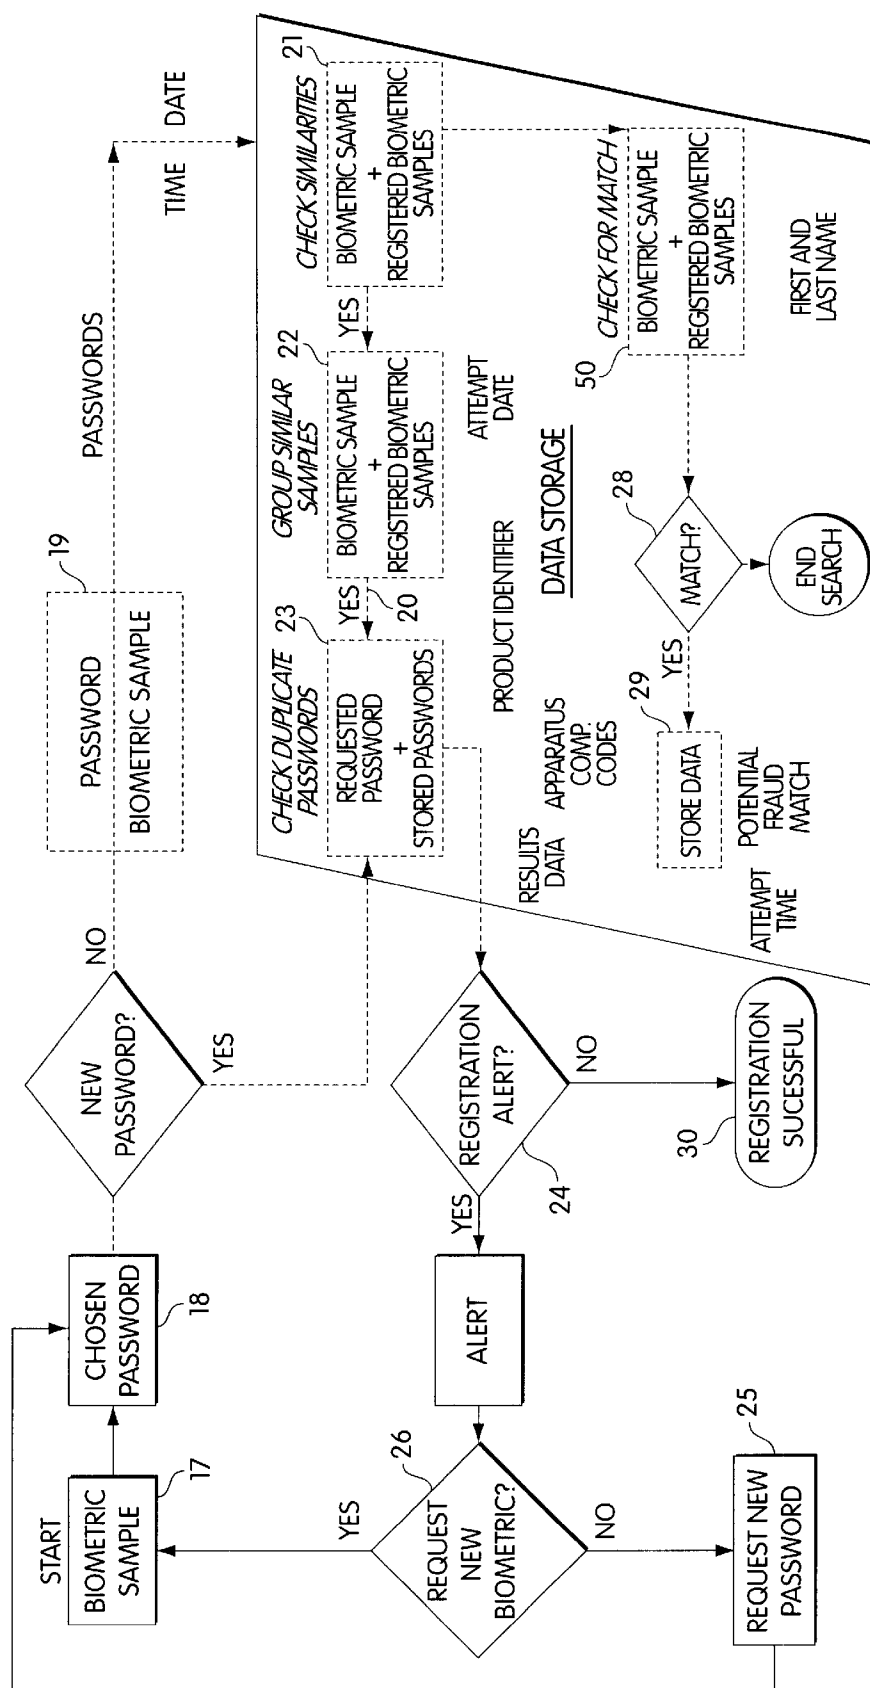 START
BIOMETRIC
SAMPLE
17
CHOSEN
PASSWORD
18
NEW
PASSWORD?
NO
YES
PASSWORD
BIOMETRIC SAMPLE
19
PASSWORDS
TIME
DATE
CHECK SIMILARITIES
21
BIOMETRIC SAMPLE
+
REGISTERED BIOMETRIC
SAMPLES
YES
GROUP SIMILAR
SAMPLES
22
BIOMETRIC SAMPLE
+
REGISTERED BIOMETRIC
SAMPLES
YES
20
CHECK DUPLICATE
PASSWORDS
23
REQUESTED
PASSWORD
+
STORED PASSWORDS
REGISTRATION
ALERT?
24
YES
NO
ALERT
REQUEST
NEW
BIOMETRIC?
26
YES
NO
REQUEST NEW
PASSWORD
25
REGISTRATION
SUCESSFUL
30
RESULTS
DATA
APPARATUS
COMP.
CODES
PRODUCT IDENTIFIER
ATTEMPT
DATE
DATA STORAGE
CHECK FOR MATCH
50
BIOMETRIC SAMPLE
+
REGISTERED BIOMETRIC
SAMPLES
FIRST AND
LAST NAME
MATCH?
28
END
SEARCH
YES
29
STORE DATA
POTENTIAL
FRAUD
MATCH
ATTEMPT
TIME